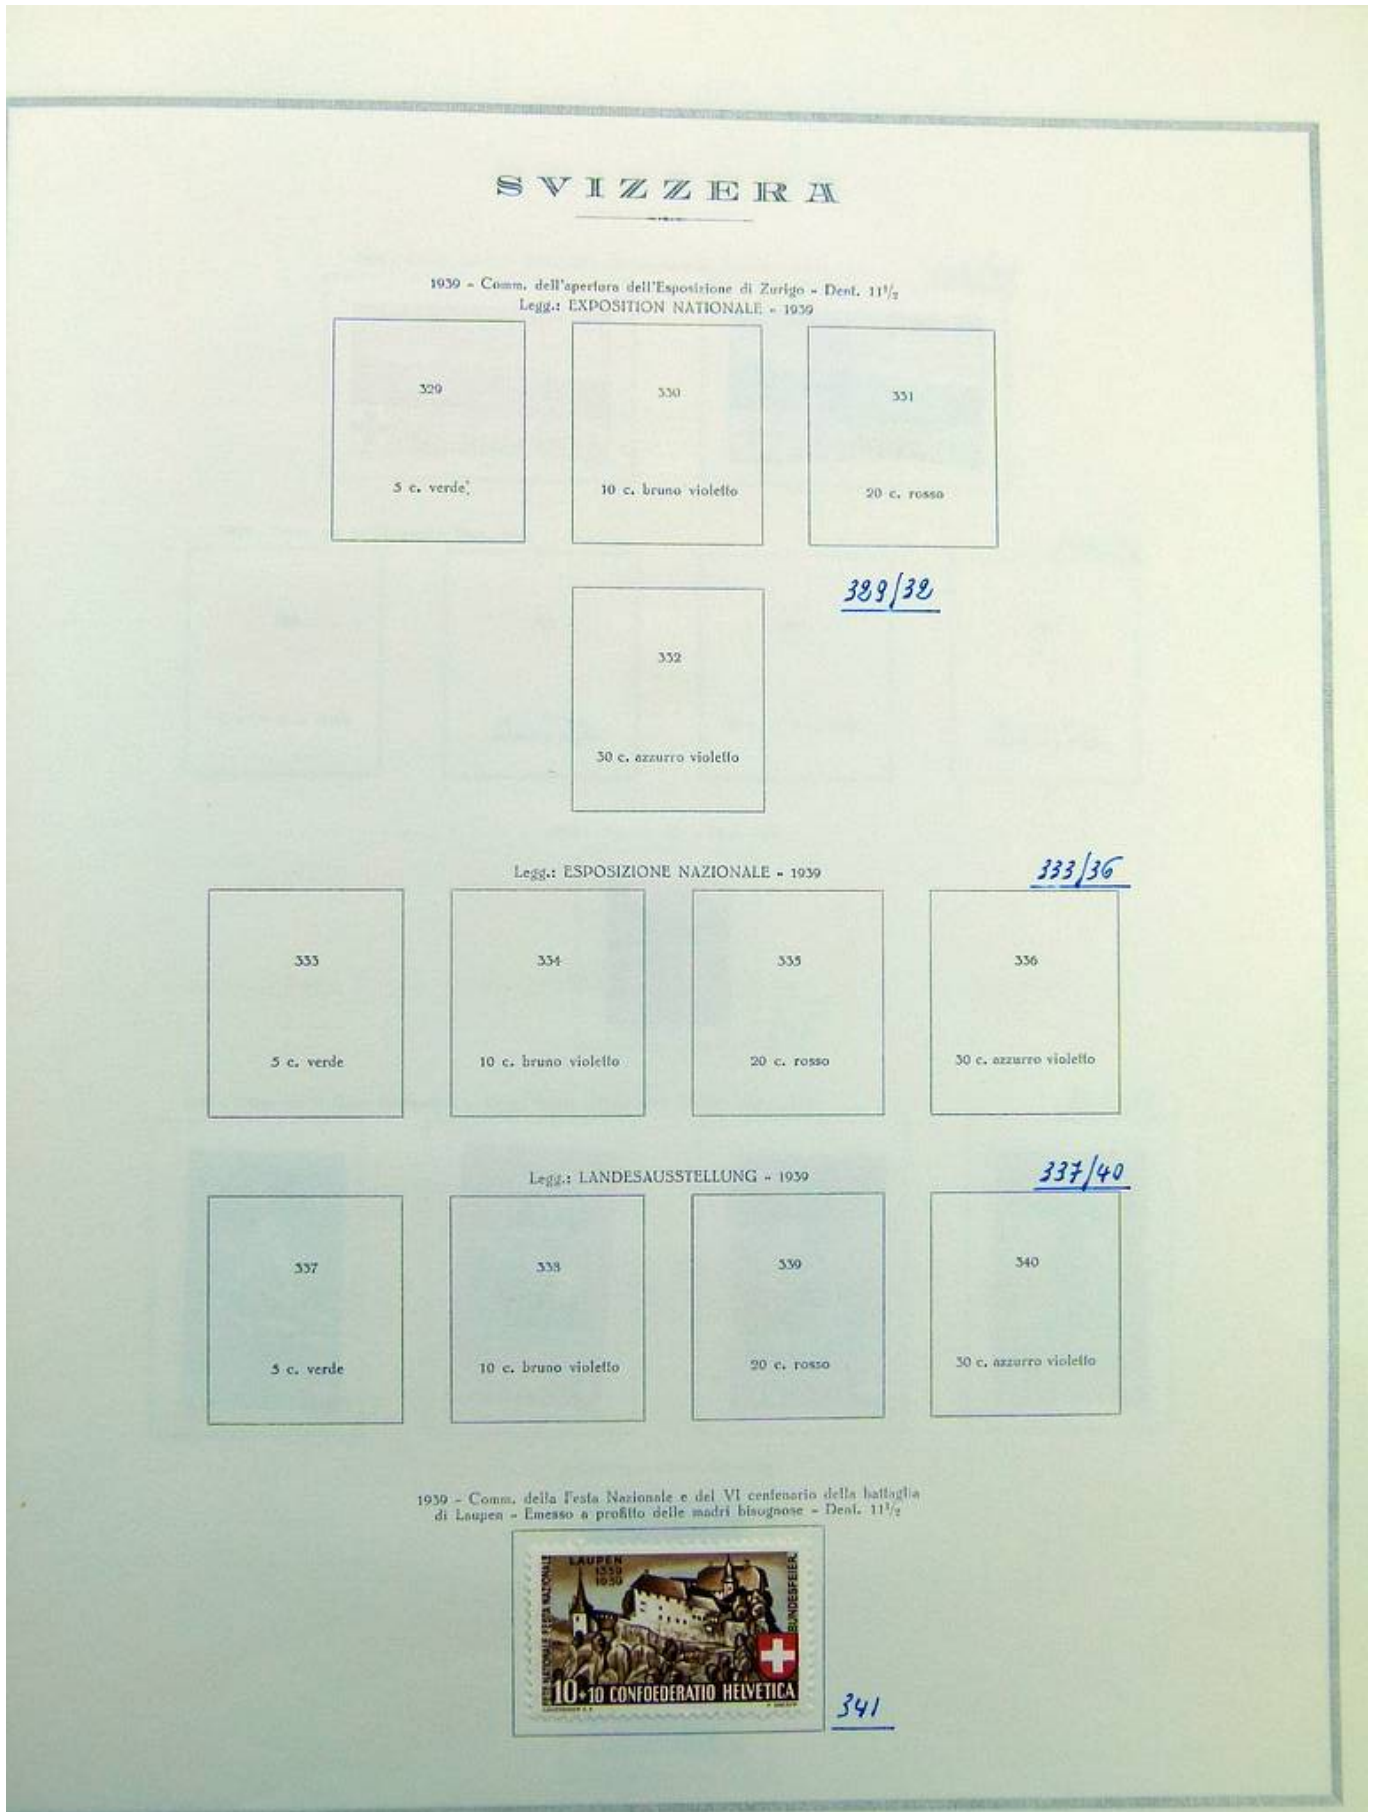 SVIZZERA
1939 - Comm. dell'apertura dell'Esposizione di Zurigo - Dent. 11½
Legg.: EXPOSITION NATIONALE - 1939
329
330
331
5 c. verde
10 c. bruno violetto
20 c. rosso
329/32
332
30 c. azzurro violetto
Legg.: ESPOSIZIONE NAZIONALE - 1939
333/36
333
334
335
336
5 c. verde
10 c. bruno violetto
20 c. rosso
30 c. azzurro violetto
Legg.: LANDESAUSSTELLUNG - 1939
337/40
337
338
339
340
5 c. verde
10 c. bruno violetto
20 c. rosso
30 c. azzurro violetto
1939 - Comm. della Festa Nazionale e del VI centenario della battaglia
di Laupen - Emesso a profitto delle madri bisognose - Dent. 11½
LAUPEN
1339
1939
FESTA NAZIONALE
BUNDESFEIER
10+10 CONFOEDERATIO HELVETICA
341